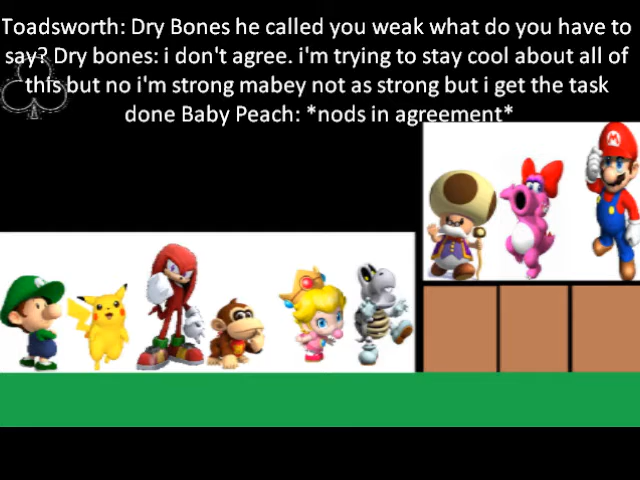 Toadsworth: Dry Bones he called you weak what do you have to
say? Dry bones: i don't agree. i'm trying to stay cool about all of
this but no i'm strong mabey not as strong but i get the task
done Baby Peach: *nods in agreement*